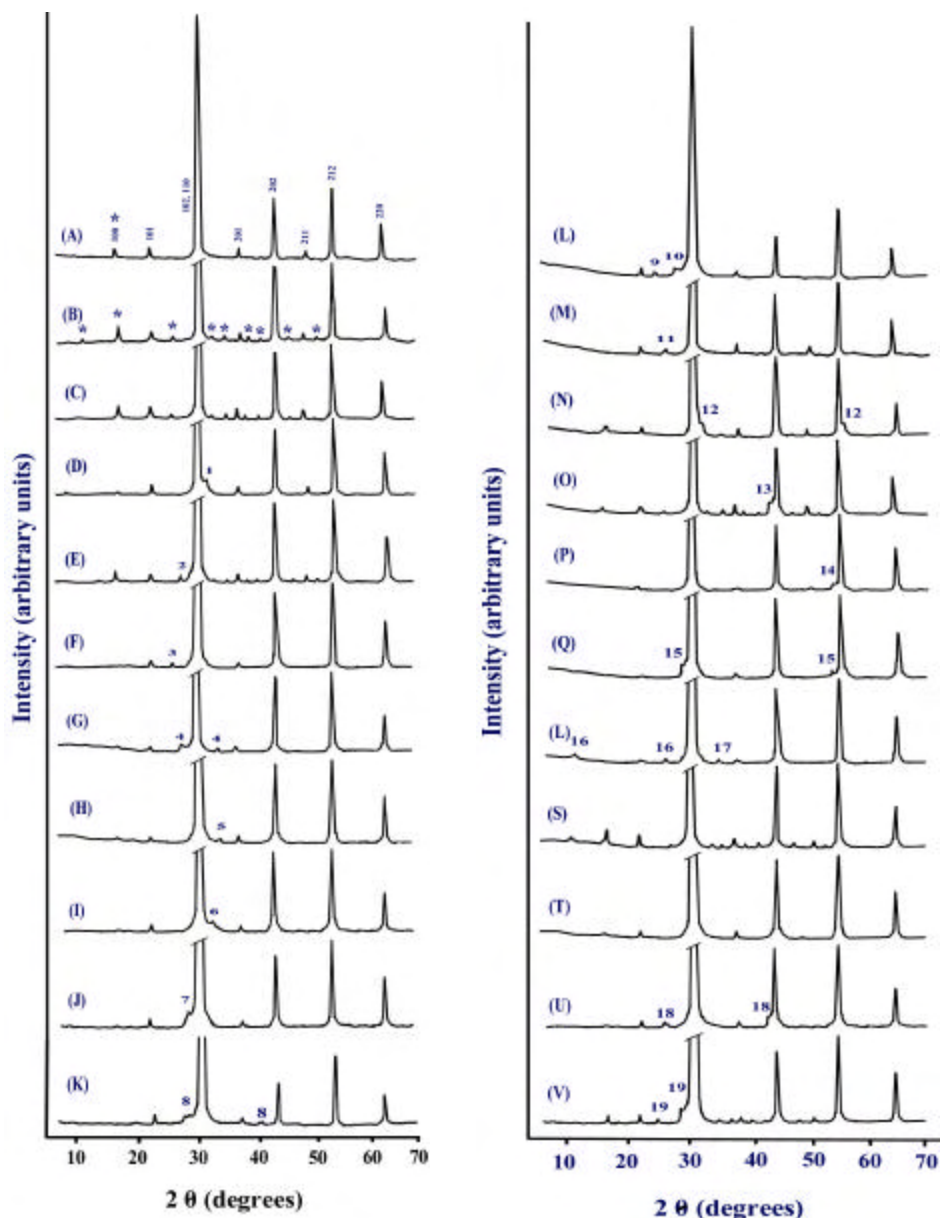 212
202
102, 110
*
100
101
201
211
220
(A)
*
*
*
*
*
*
*
*
*
(B)
(C)
(D)
1
(E)
2
(F)
3
(G)
4
4
(H)
5
(I)
6
(J)
7
(K)
8
8
10 20 30 40 50 60 70
2 θ (degrees)
Intensity (arbitrary units)
(L)
9 10
(M)
11
(N)
12
12
(O)
13
(P)
14
(Q)
15
15
(L)
16
16
17
(S)
(T)
(U)
18
18
(V)
19
19
10 20 30 40 50 60 70
2 θ (degrees)
Intensity (arbitrary units)